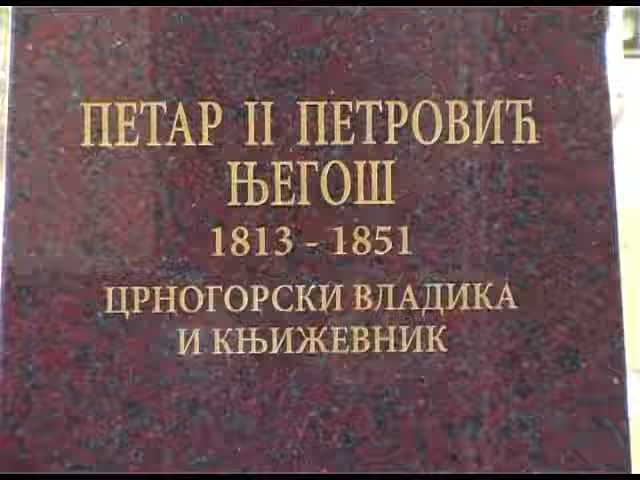 ПЕТАР II ПЕТРОВИЋ
ЊЕГОШ
1813 - 1851
ЦРНОГОРСКИ ВЛАДИКА
И КЊИЖЕВНИК